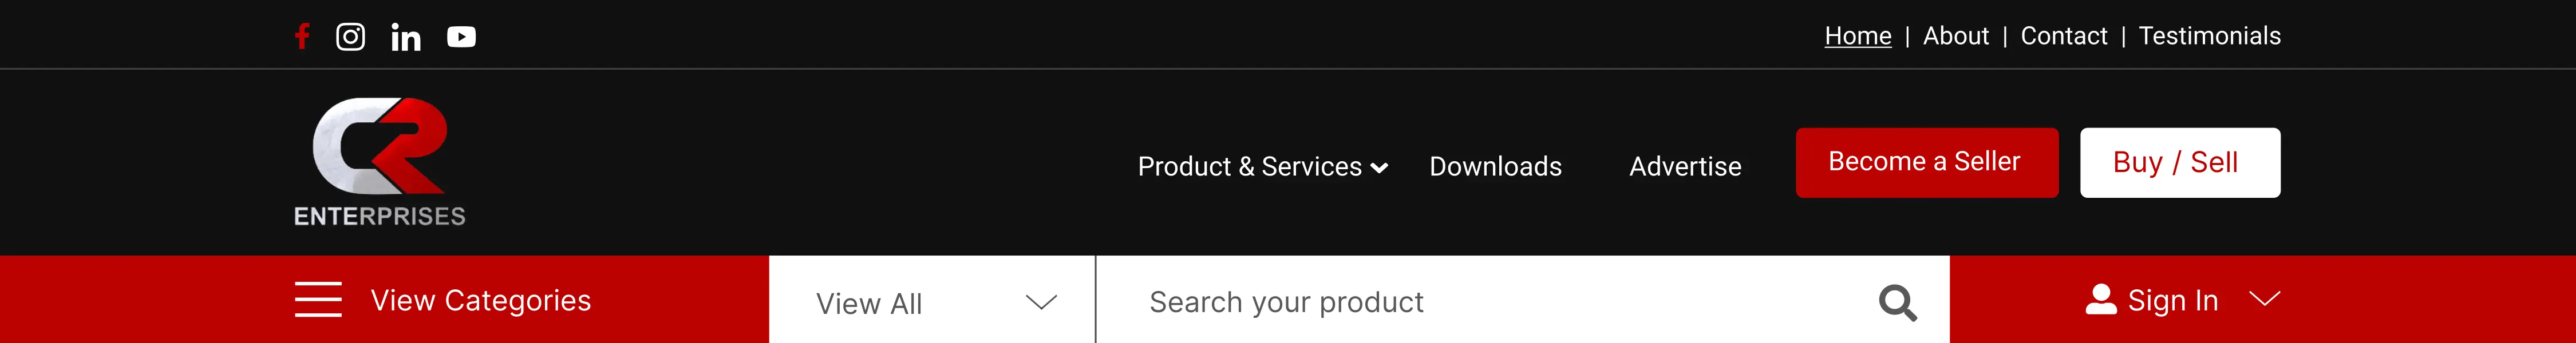 Home | About | Contact | Testimonials
CR
ENTERPRISES
Product & Services
Downloads
Advertise
Become a Seller
Buy / Sell
View Categories
View All
Search your product
Sign In